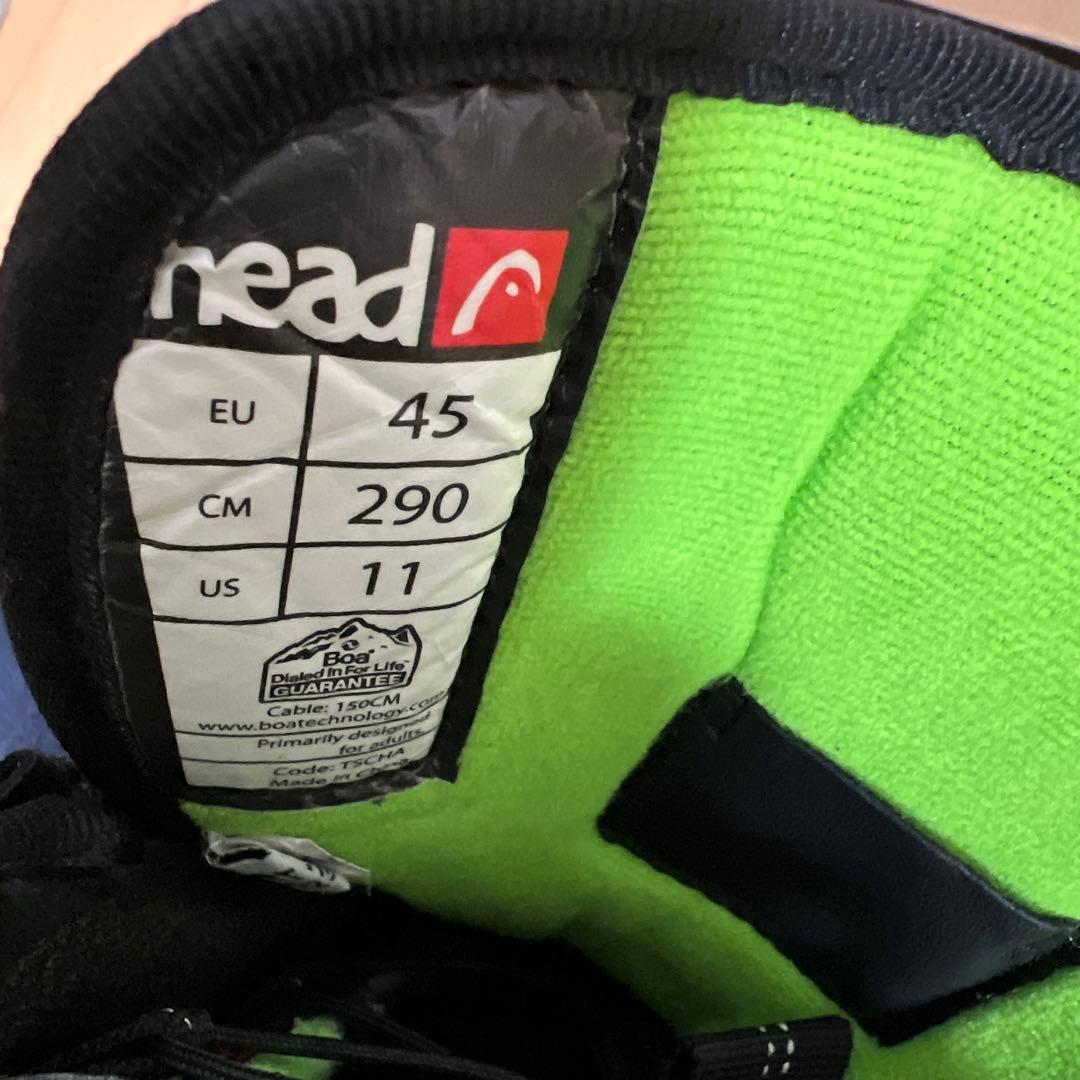 head
EU 45
CM 290
US 11
Boa
Dialed In For Life™
GUARANTEE
Cable: 150CM
www.boatechnology.com
Primarily designed
for adults.
Code: TSCHA
Made in China